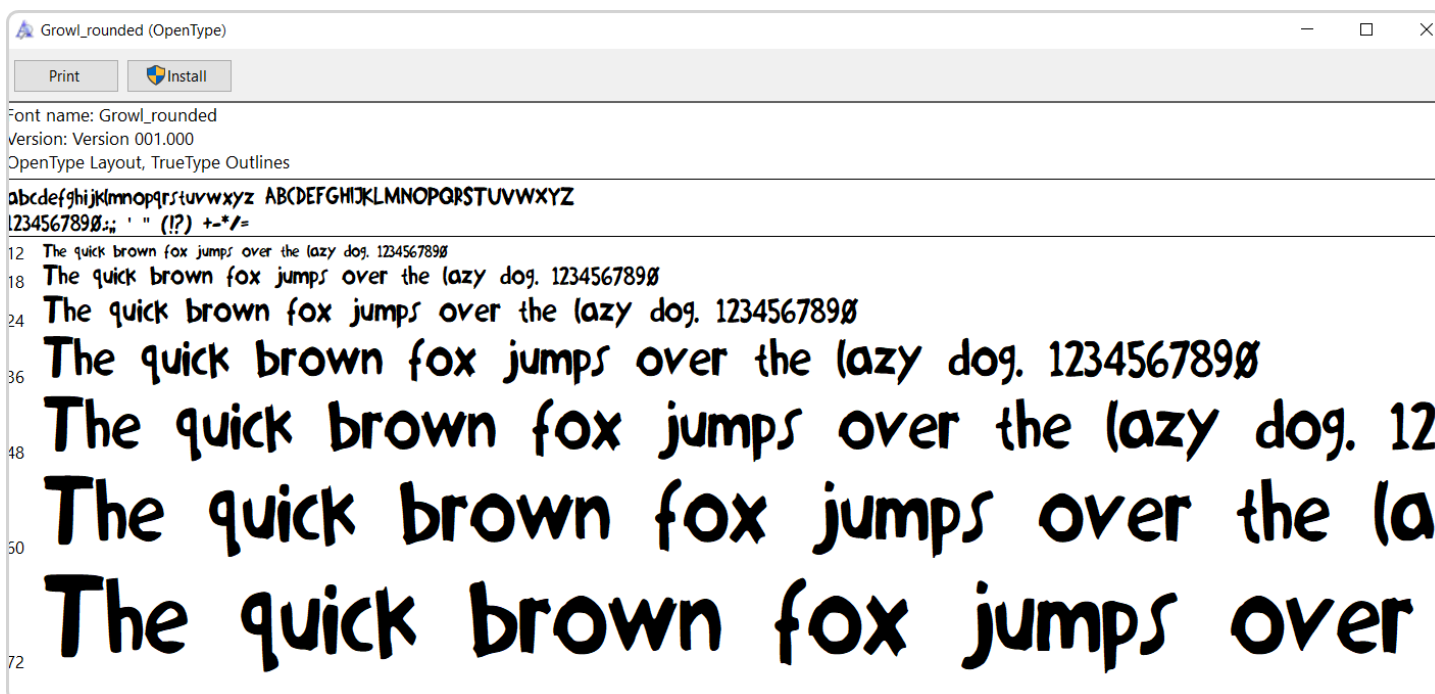 Growl_rounded (OpenType)
Print Install
Font name: Growl_rounded
Version: Version 001.000
OpenType Layout, TrueType Outlines
abcdefghijklmnopqrstuvwxyz ABCDEFGHIJKLMNOPQRSTUVWXYZ
1234567890.:,; ' " (!?) +-*/=
12 The quick brown fox jumps over the lazy dog. 1234567890
18 The quick brown fox jumps over the lazy dog. 1234567890
24 The quick brown fox jumps over the lazy dog. 1234567890
36 The quick brown fox jumps over the lazy dog. 1234567890
48 The quick brown fox jumps over the lazy dog. 12
60 The quick brown fox jumps over the la
72 The quick brown fox jumps over